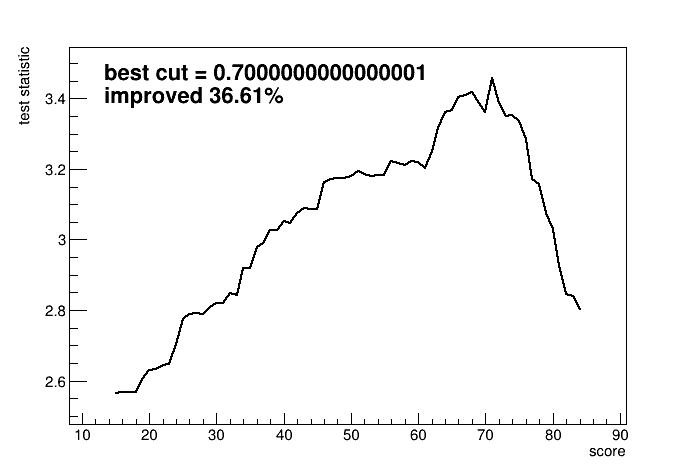 test statistic
best cut = 0.7000000000000001
improved 36.61%
3.4
3.2
3
2.8
2.6
10 20 30 40 50 60 70 80 90
score